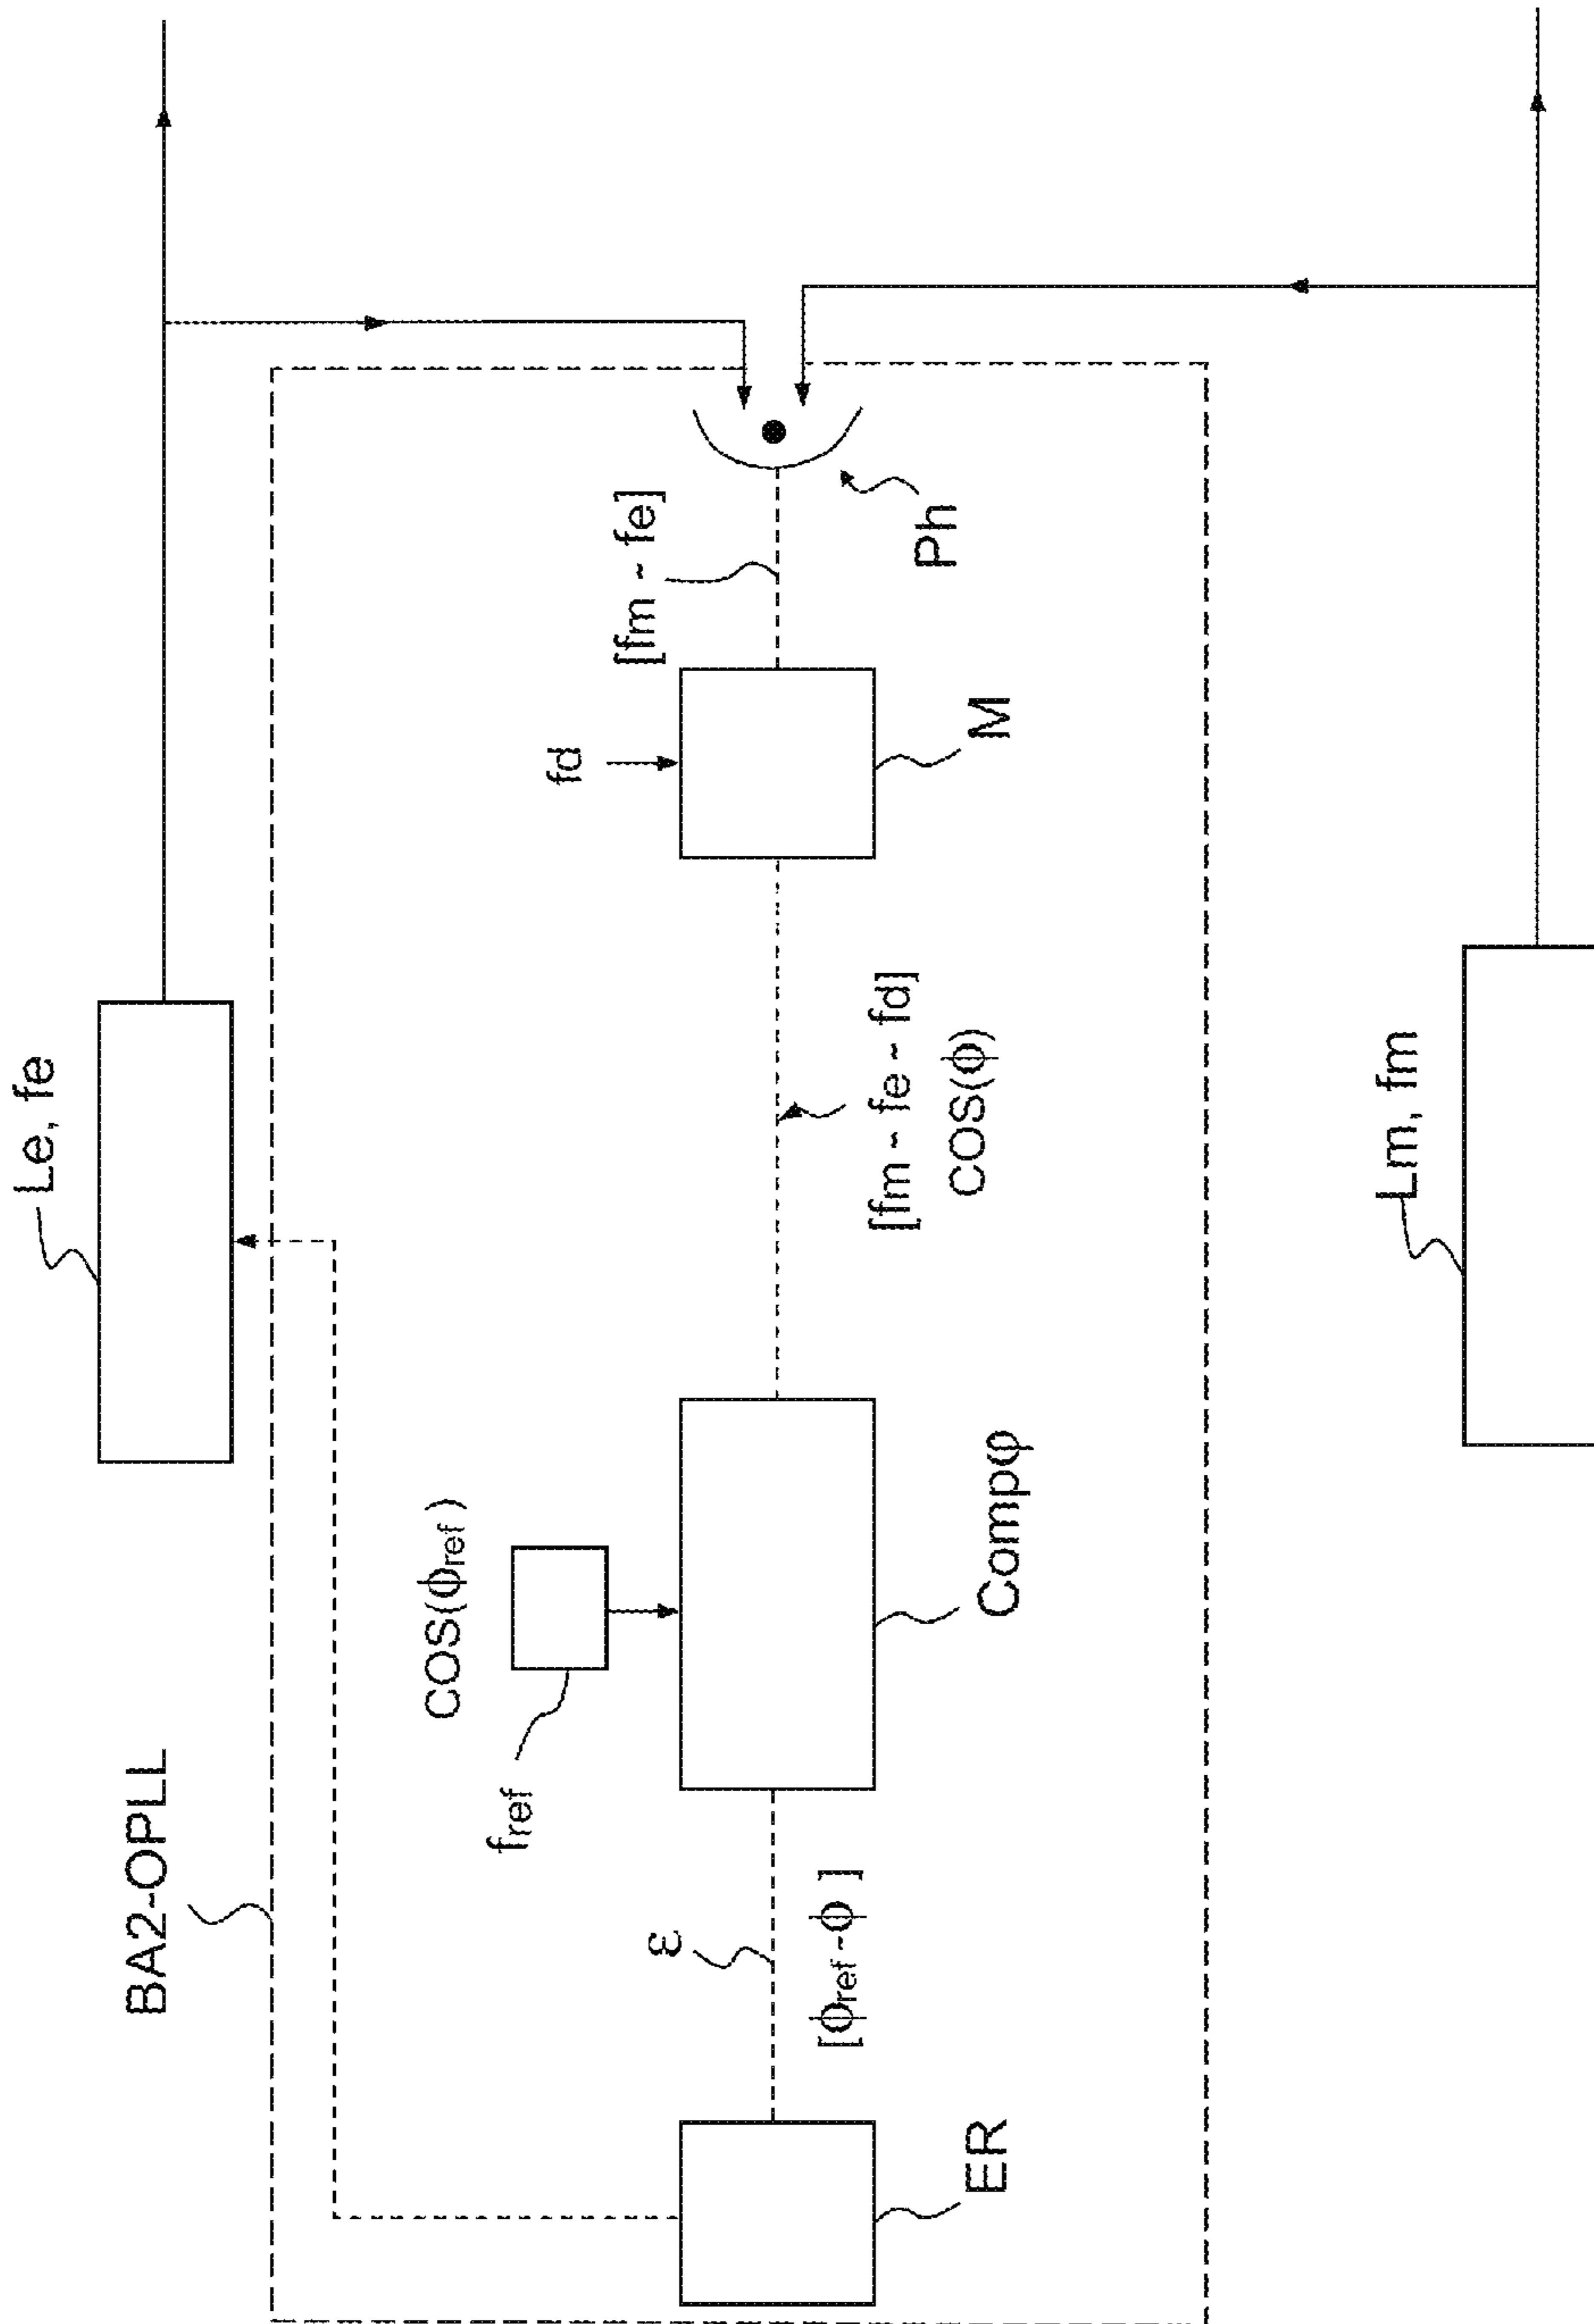 BA2-OPLL
Le, fe
COS(ϕref)
fref
fd
ε
[ϕref-ϕ]
[fm - fe - fd]
COS(ϕ)
[fm - fe]
ER
Compφ
M
Ph
Lm, fm